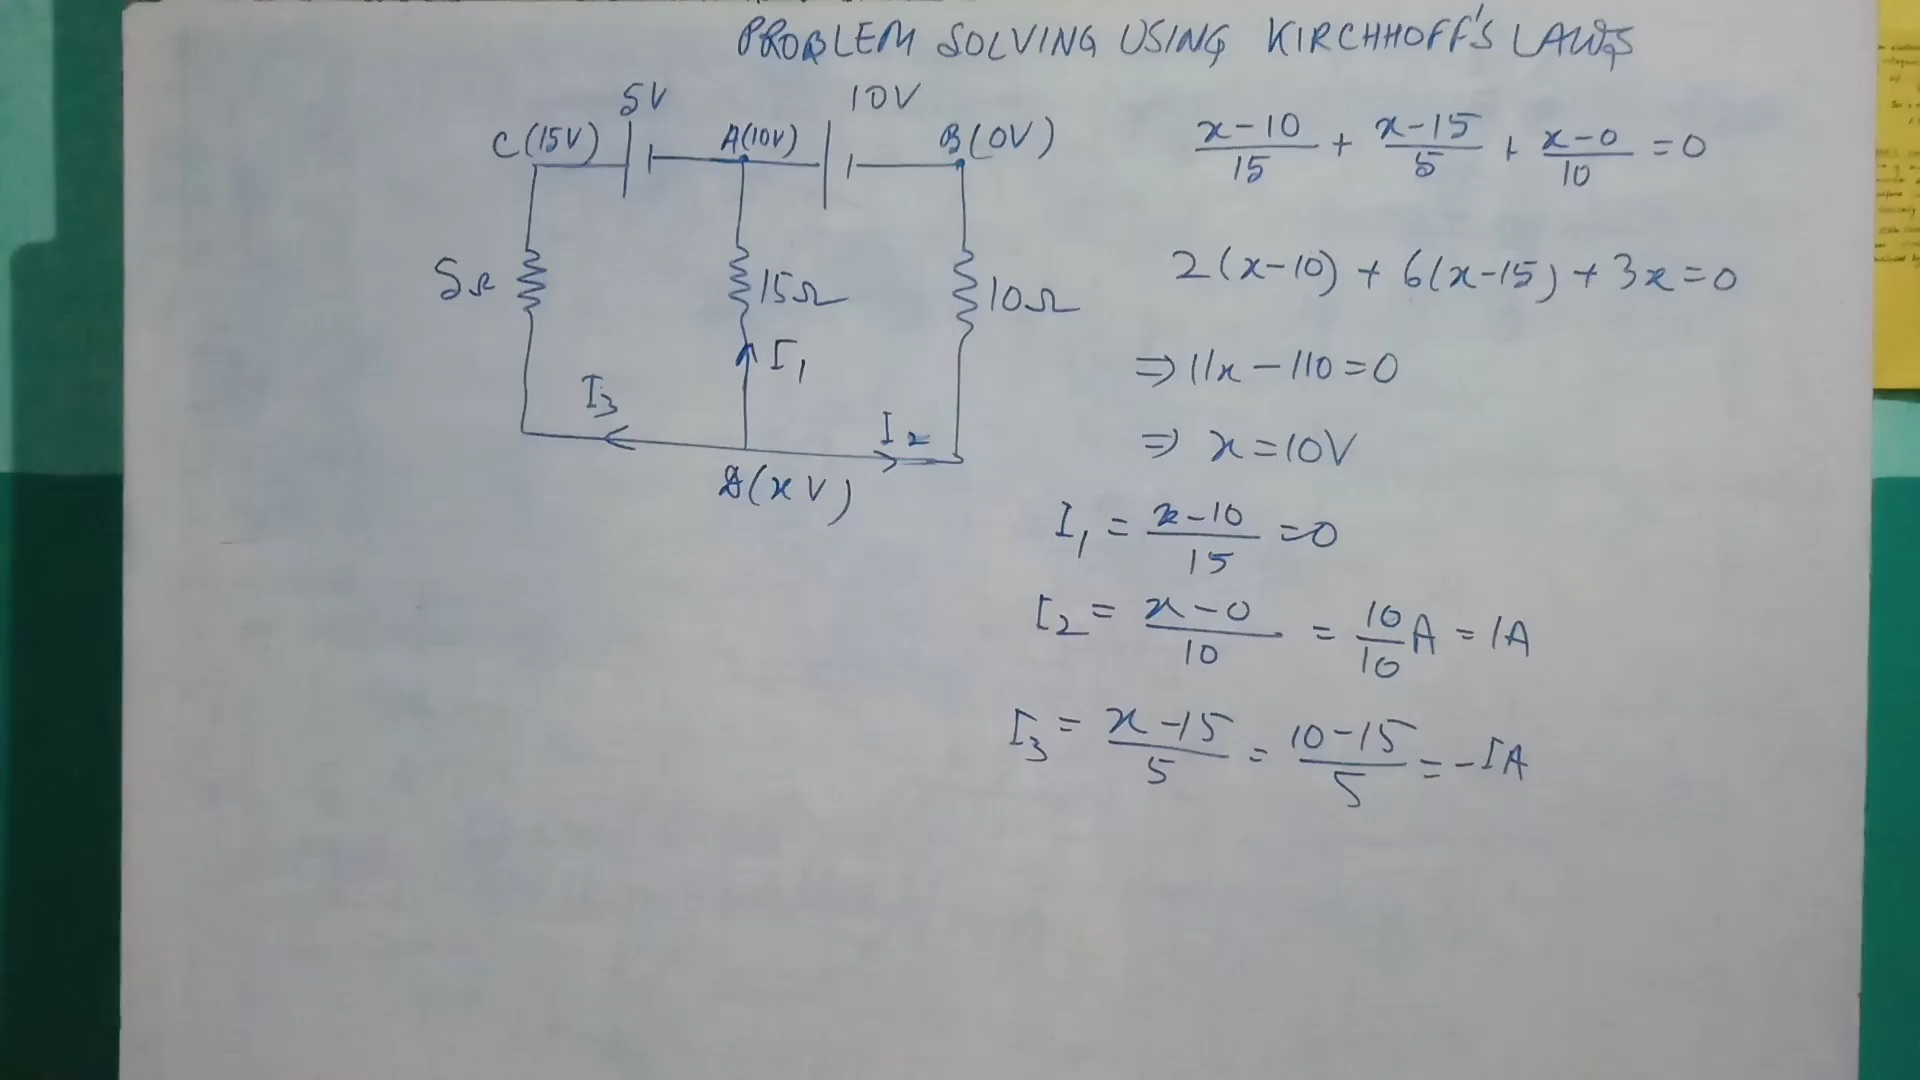 PROBLEM SOLVING USING KIRCHHOFF'S LAWS
5V
10V
C(15V)
A(10V)
B(0V)
5Ω
15Ω
10Ω
I₁
I₃
I₂
D(xV)
(x-10)/15 + (x-15)/5 + (x-0)/10 = 0
2(x-10) + 6(x-15) + 3x = 0
⇒ 11x - 110 = 0
⇒ x = 10V
I₁ = (x-10)/15 = 0
I₂ = (x-0)/10 = 10/10 A = 1A
I₃ = (x-15)/5 = (10-15)/5 = -1A